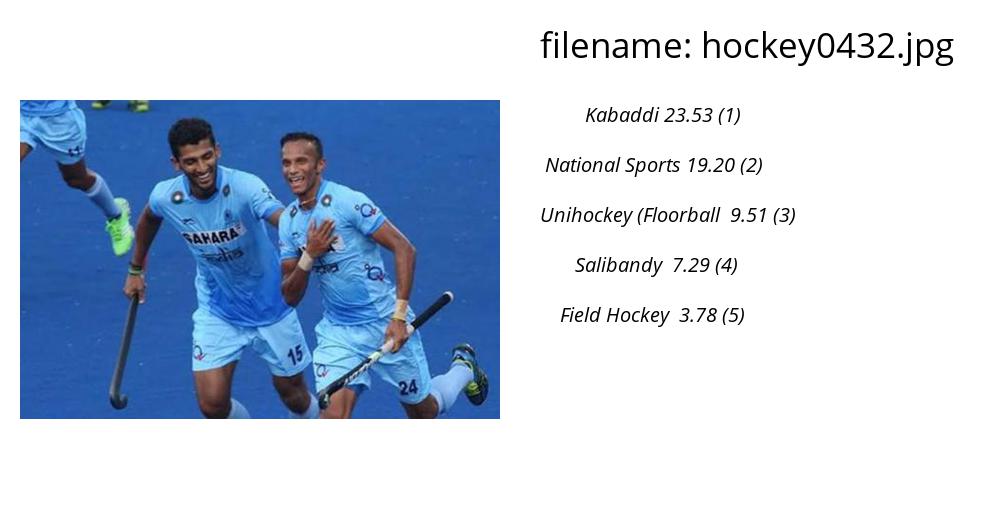 filename: hockey0432.jpg
Kabaddi 23.53 (1)
National Sports 19.20 (2)
Unihockey (Floorball  9.51 (3)
Salibandy  7.29 (4)
Field Hockey  3.78 (5)
SAHARA
india
15
24